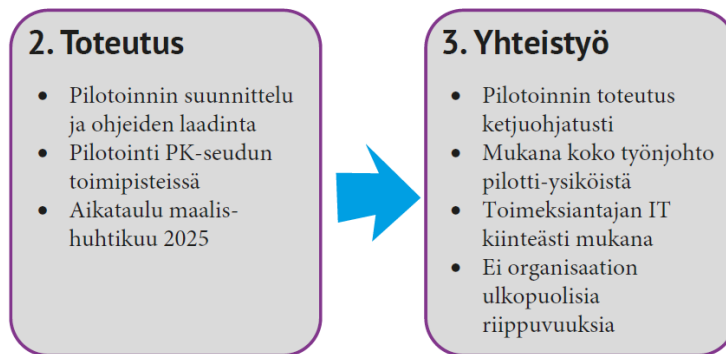 2. Toteutus
• Pilotoinnin suunnittelu
ja ohjeiden laadinta
• Pilotointi PK-seudun
toimipisteissä
• Aikataulu maalis-
huhtikuu 2025
3. Yhteistyö
• Pilotoinnin toteutus
ketjuohjatusti
• Mukana koko työnjohto
pilotti-ysiköistä
• Toimeksiantajan IT
kiinteästi mukana
• Ei organisaation
ulkopuolisia
riippuvuuksia